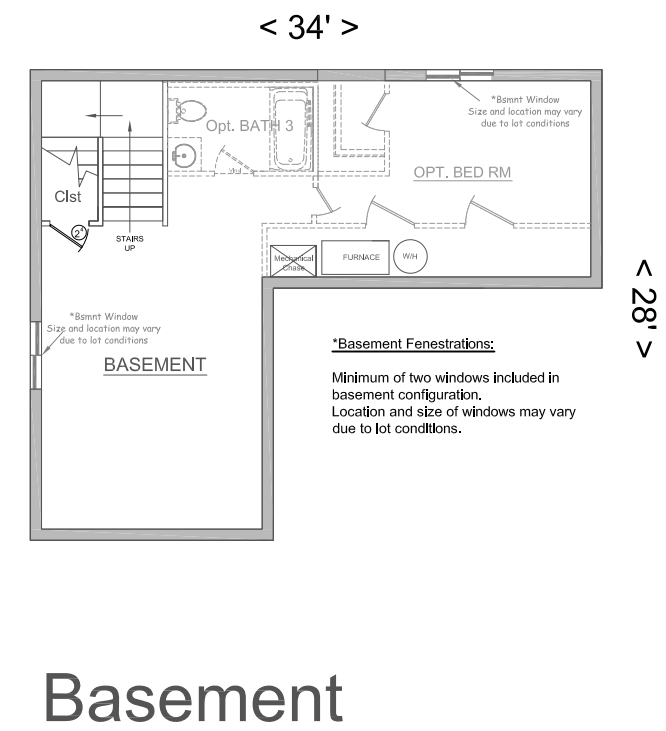 < 34' >
*Bsmnt Window
Size and location may vary
due to lot conditions
Opt. BATH 3
OPT. BED RM
Clst
STAIRS
UP
Mechanical
Chase
FURNACE
W/H
< 28' >
*Bsmnt Window
Size and location may vary
due to lot conditions
BASEMENT
*Basement Fenestrations:
Minimum of two windows included in
basement configuration.
Location and size of windows may vary
due to lot conditions.
Basement